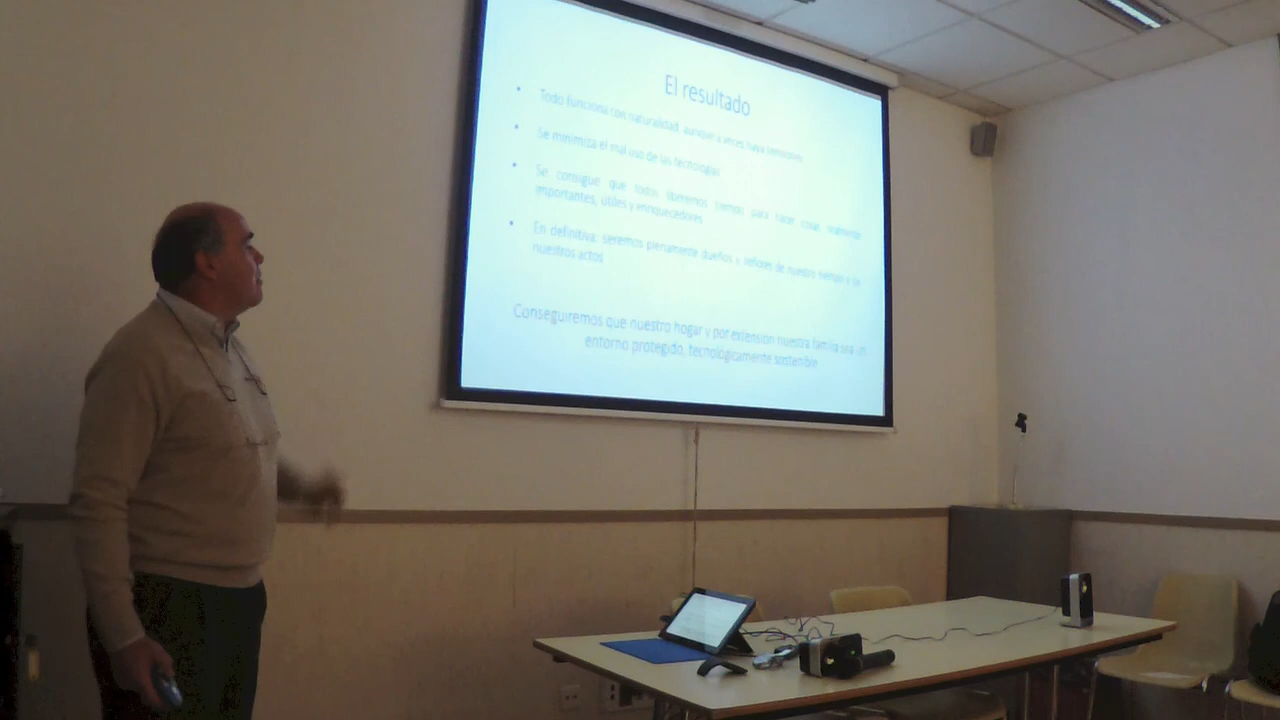 El resultado
• Todo funciona con naturalidad, aunque a veces haya tensiones
• Se minimiza el mal uso de las tecnologías
• Se consigue que todos liberemos tiempo para hacer cosas realmente
importantes, útiles y enriquecedores
• En definitiva, seremos plenamente dueños y señores de nuestro tiempo y de
nuestros actos
Conseguiremos que nuestro hogar y por extensión nuestra familia sea un
entorno protegido, tecnológicamente sostenible